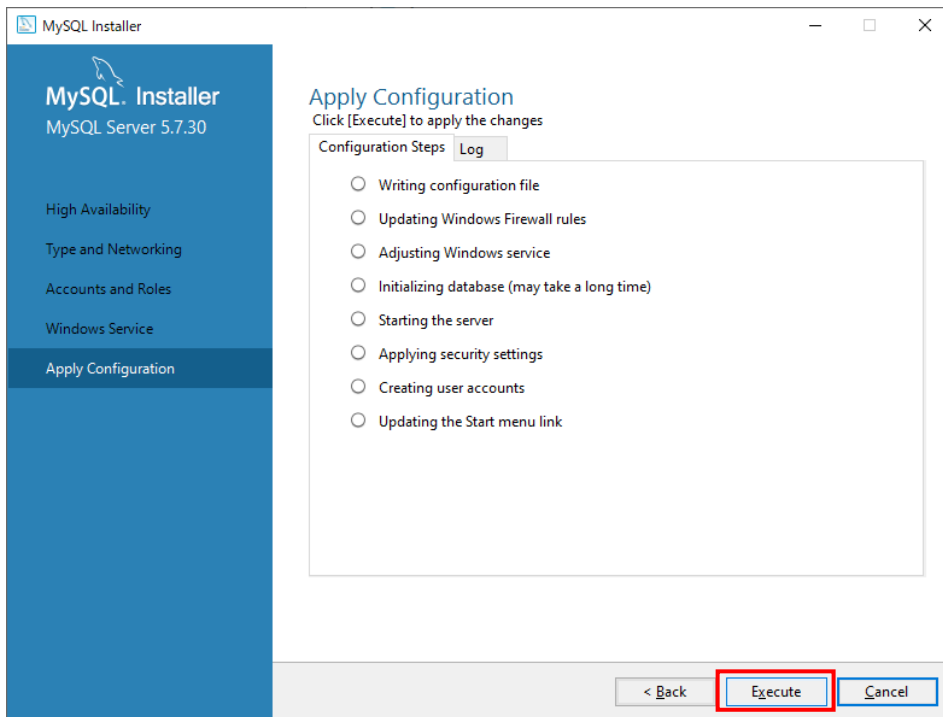 MySQL Installer
MySQL. Installer
MySQL Server 5.7.30
High Availability
Type and Networking
Accounts and Roles
Windows Service
Apply Configuration
Apply Configuration
Click [Execute] to apply the changes
Configuration Steps Log
Writing configuration file
Updating Windows Firewall rules
Adjusting Windows service
Initializing database (may take a long time)
Starting the server
Applying security settings
Creating user accounts
Updating the Start menu link
< Back Execute Cancel